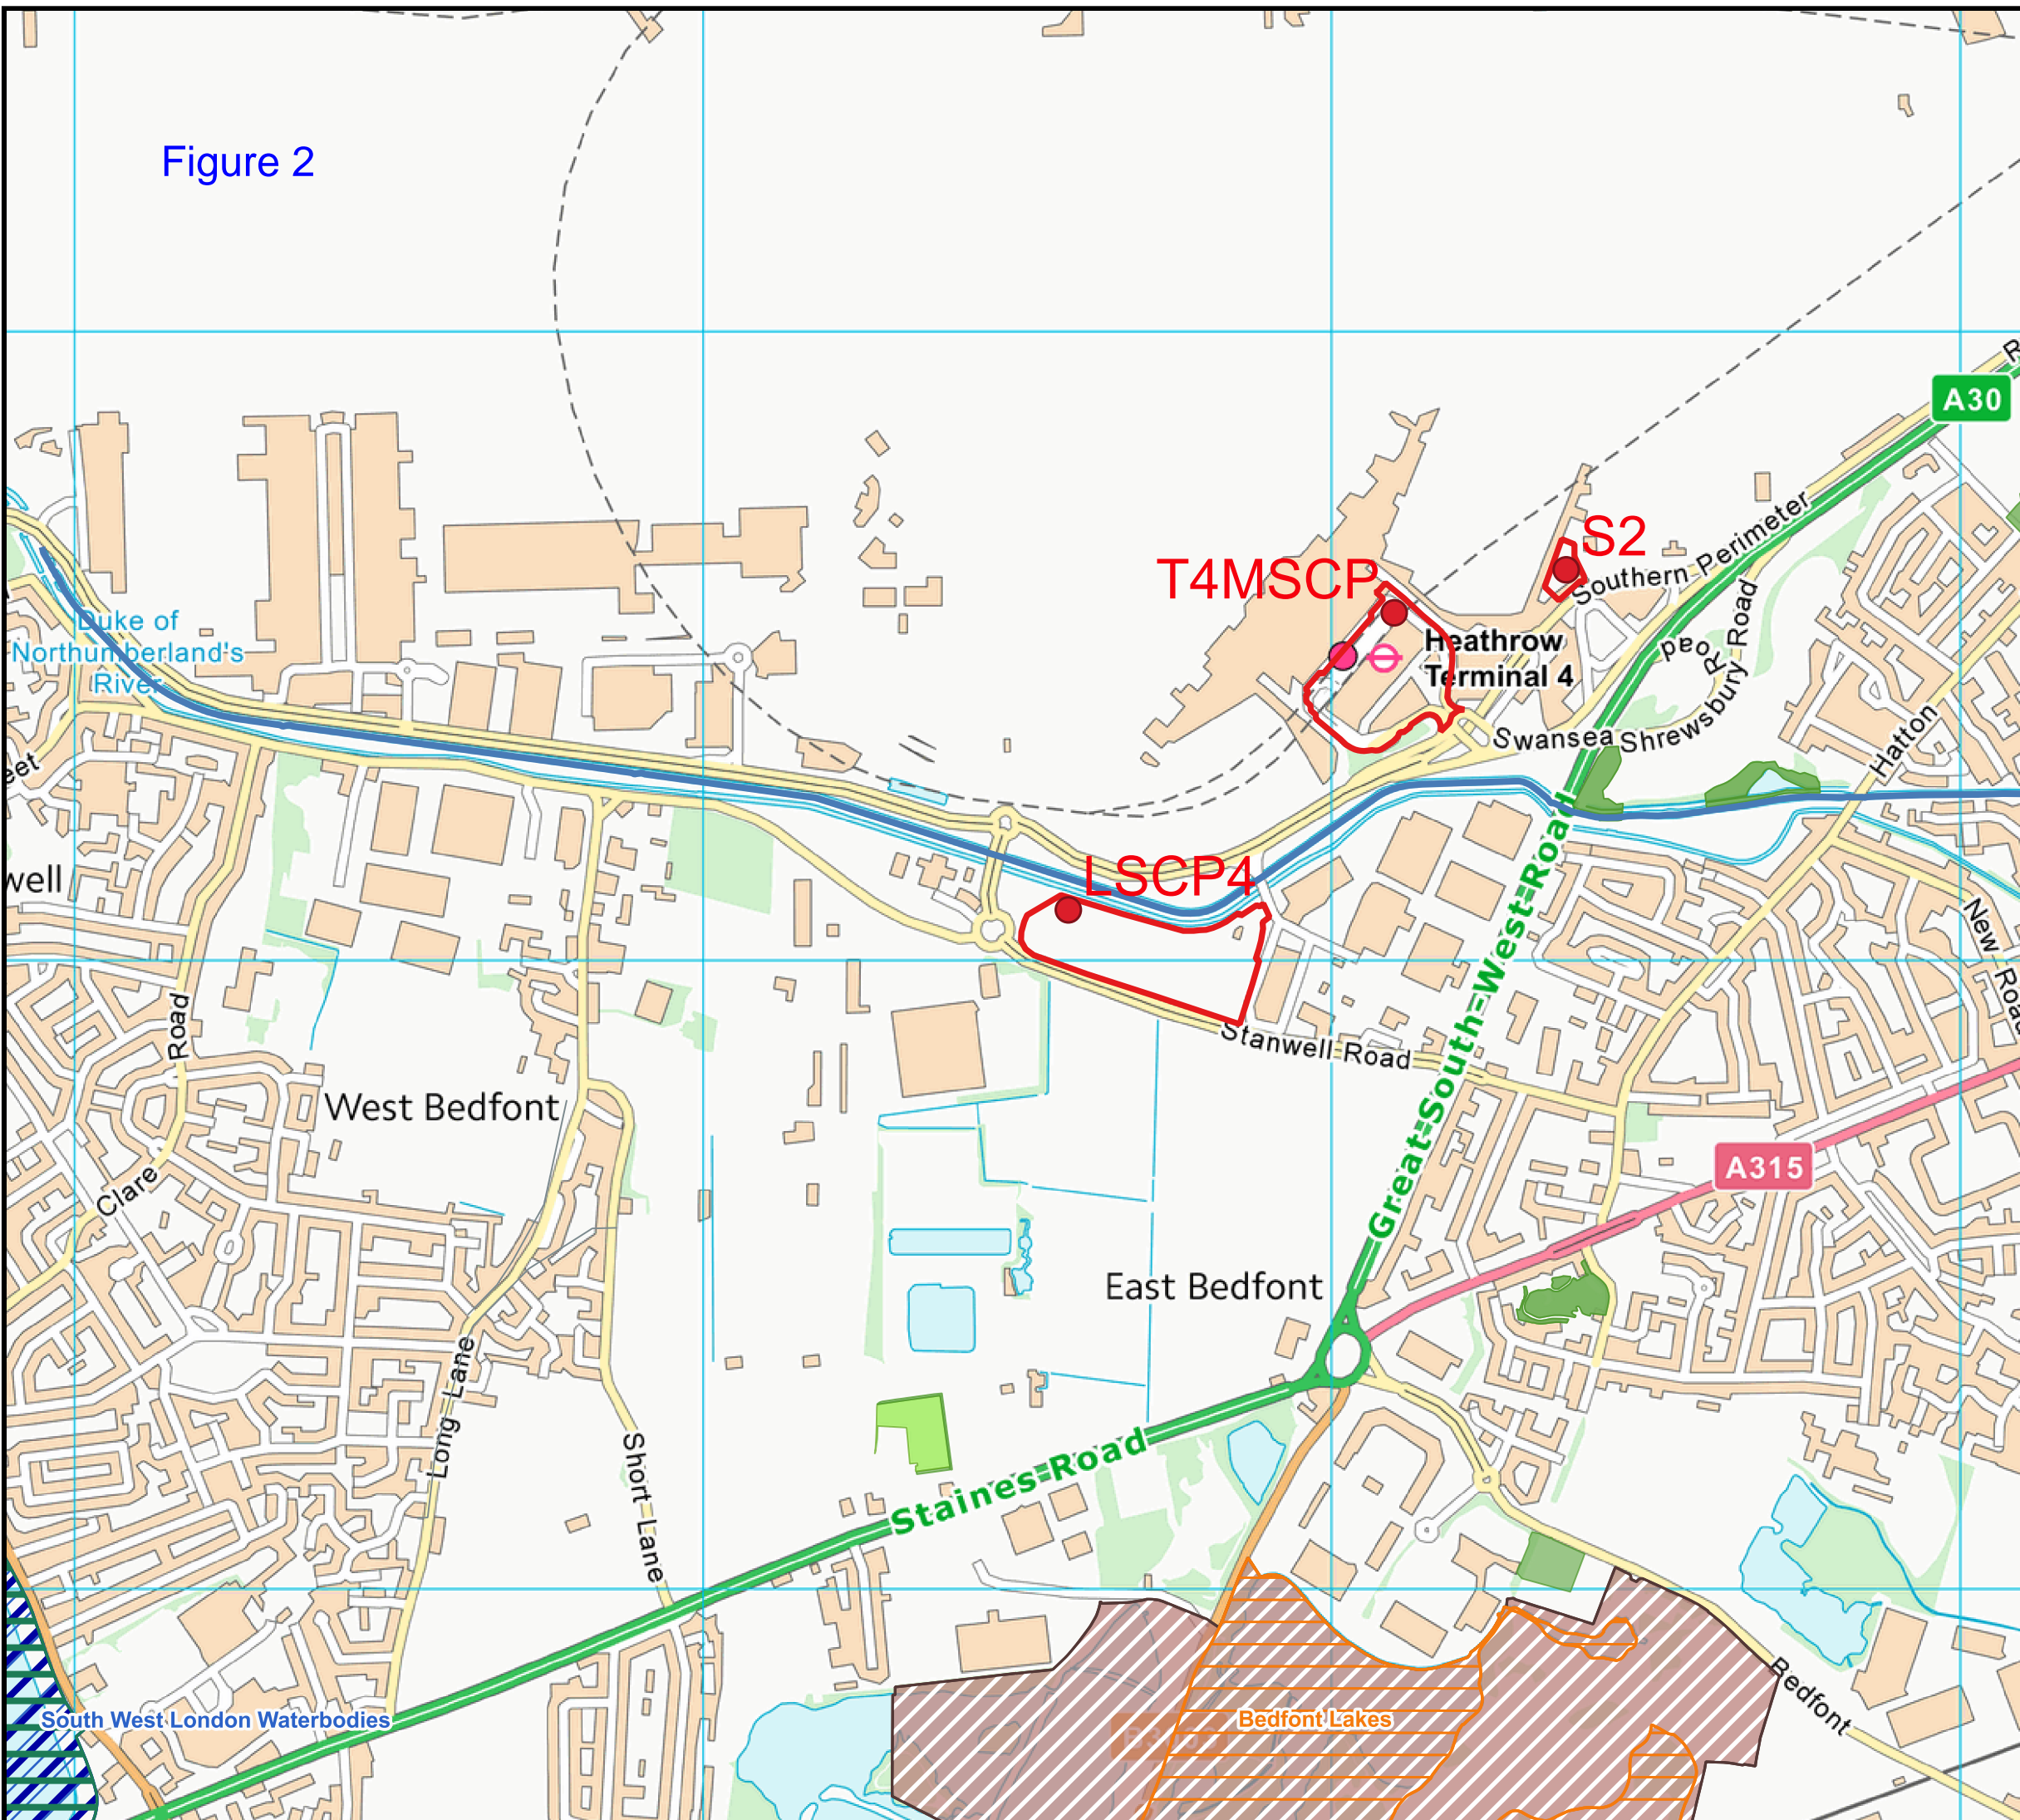 Figure 2
A30
S2
T4MSCP
Southern Perimeter
Road
Duke of
Northumberland's
River
Heathrow
Terminal 4
Road
Swansea
Shrewsbury
Hatton
eet
well
LSCP4
New Road
Road
Great South-West Road
Stanwell Road
West Bedfont
A315
Clare
East Bedfont
Long Lane
Short Lane
Staines Road
South West London Waterbodies
Bedfont Lakes
Bedfont